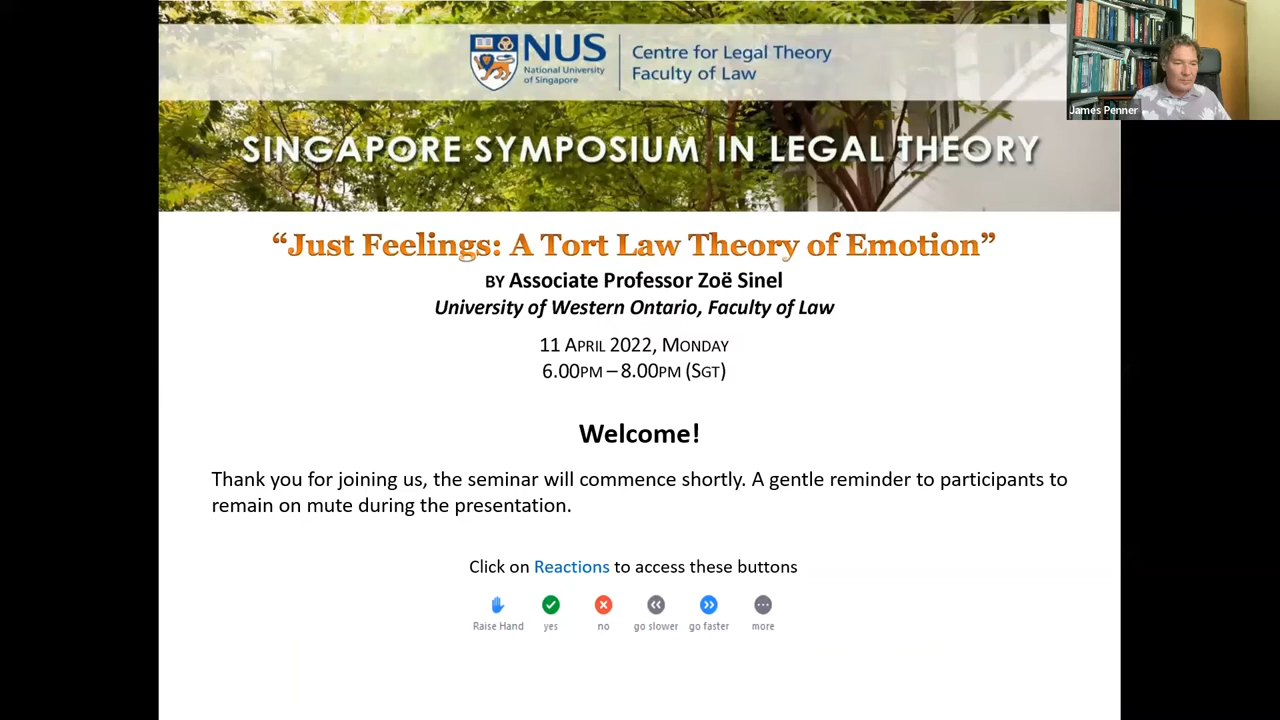 NUS
National University
of Singapore
Centre for Legal Theory
Faculty of Law
James Penner
SINGAPORE SYMPOSIUM IN LEGAL THEORY
“Just Feelings: A Tort Law Theory of Emotion”
BY Associate Professor Zoë Sinel
University of Western Ontario, Faculty of Law
11 APRIL 2022, MONDAY
6.00PM – 8.00PM (SGT)
Welcome!
Thank you for joining us, the seminar will commence shortly. A gentle reminder to participants to
remain on mute during the presentation.
Click on Reactions to access these buttons
Raise Hand yes no go slower go faster more